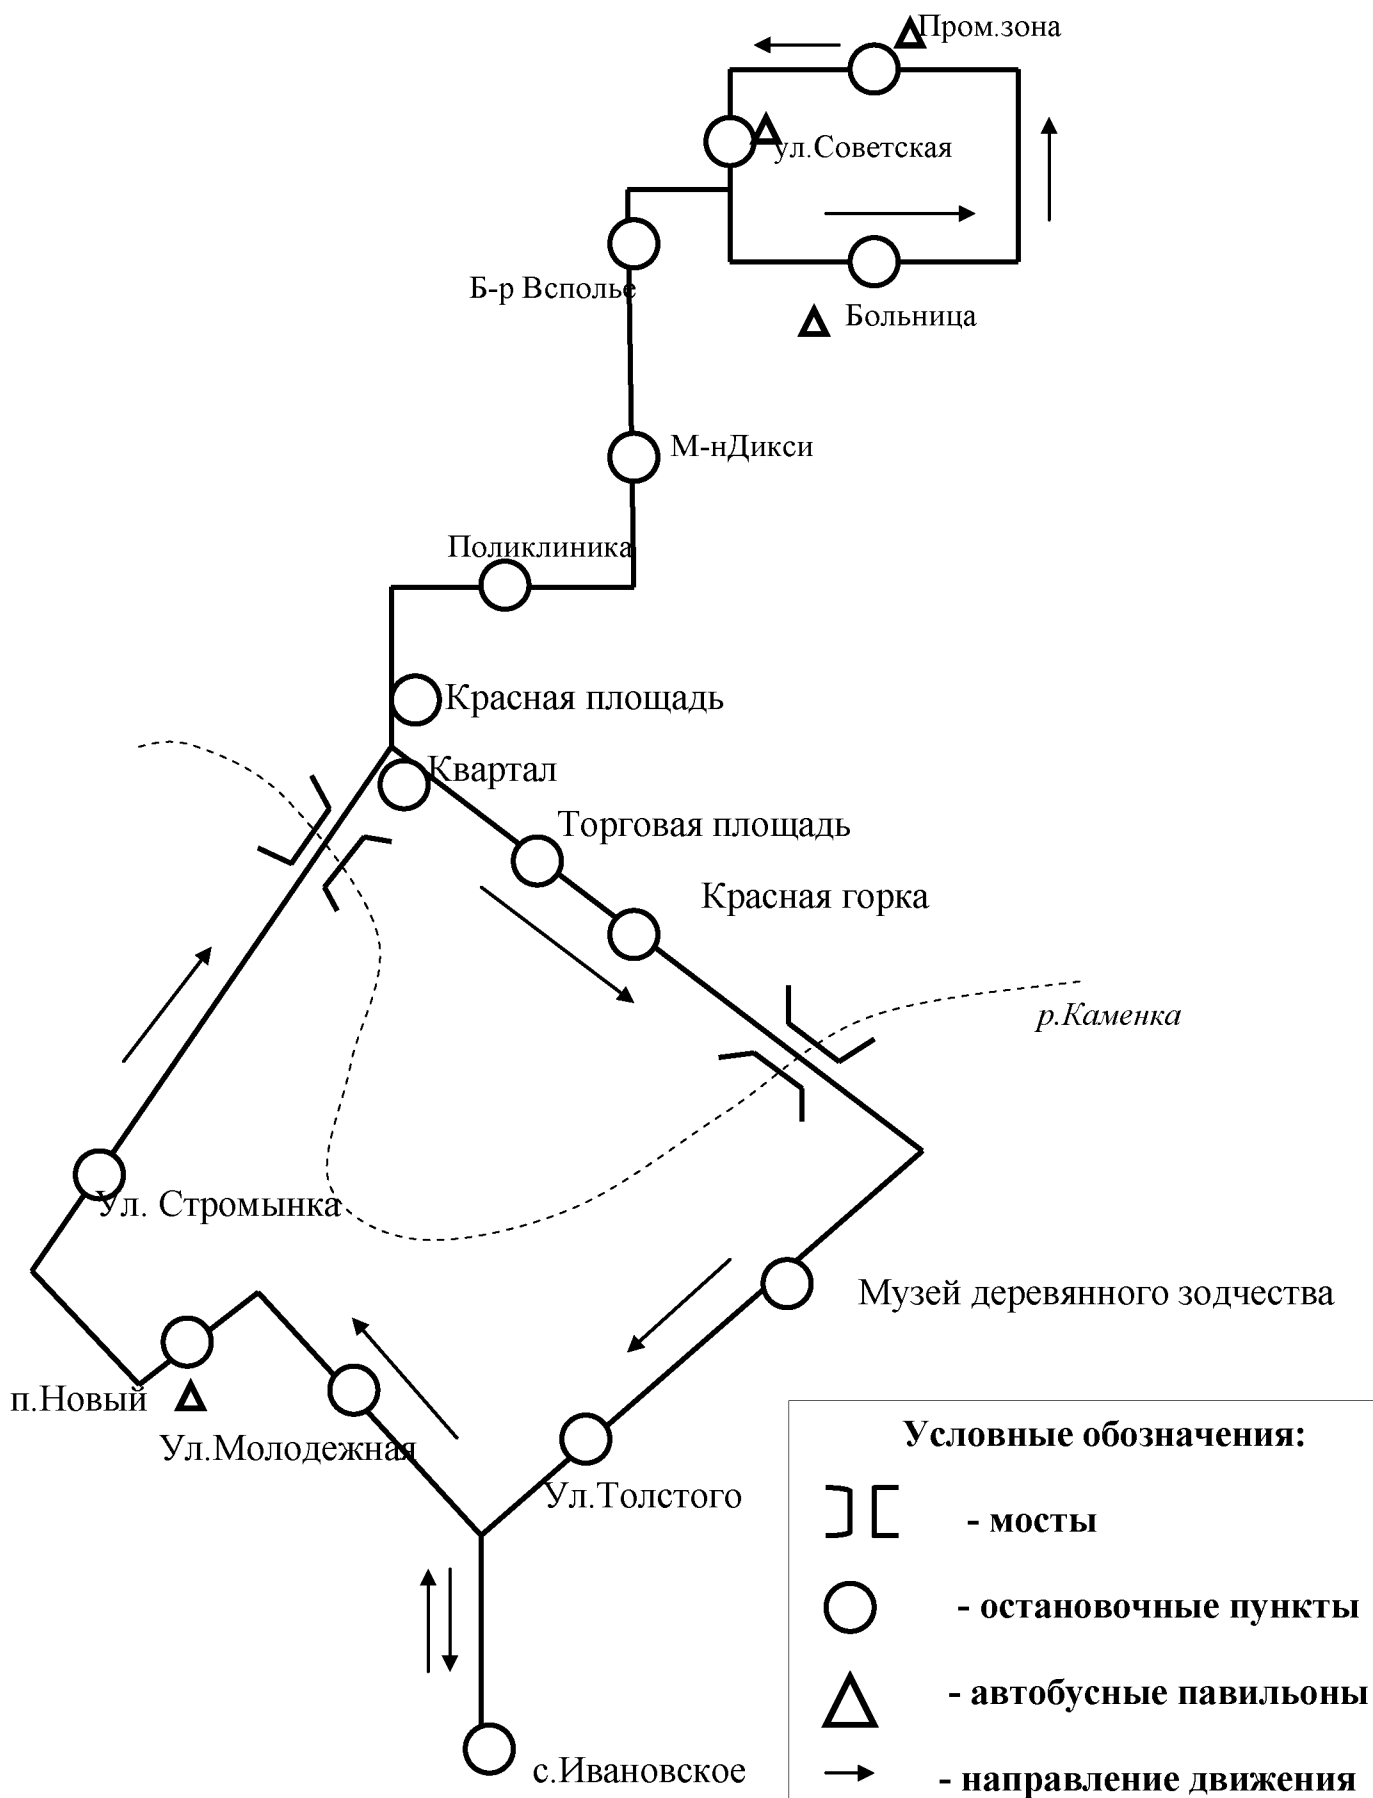 Пром.зона
ул.Советская
Б-р Всполье
Больница
М-нДикси
Поликлиника
Красная площадь
Квартал
Торговая площадь
Красная горка
р.Каменка
Ул. Стромынка
Музей деревянного зодчества
п.Новый
Ул.Молодежная
Ул.Толстого
с.Ивановское
Условные обозначения:
- мосты
- остановочные пункты
- автобусные павильоны
- направление движения